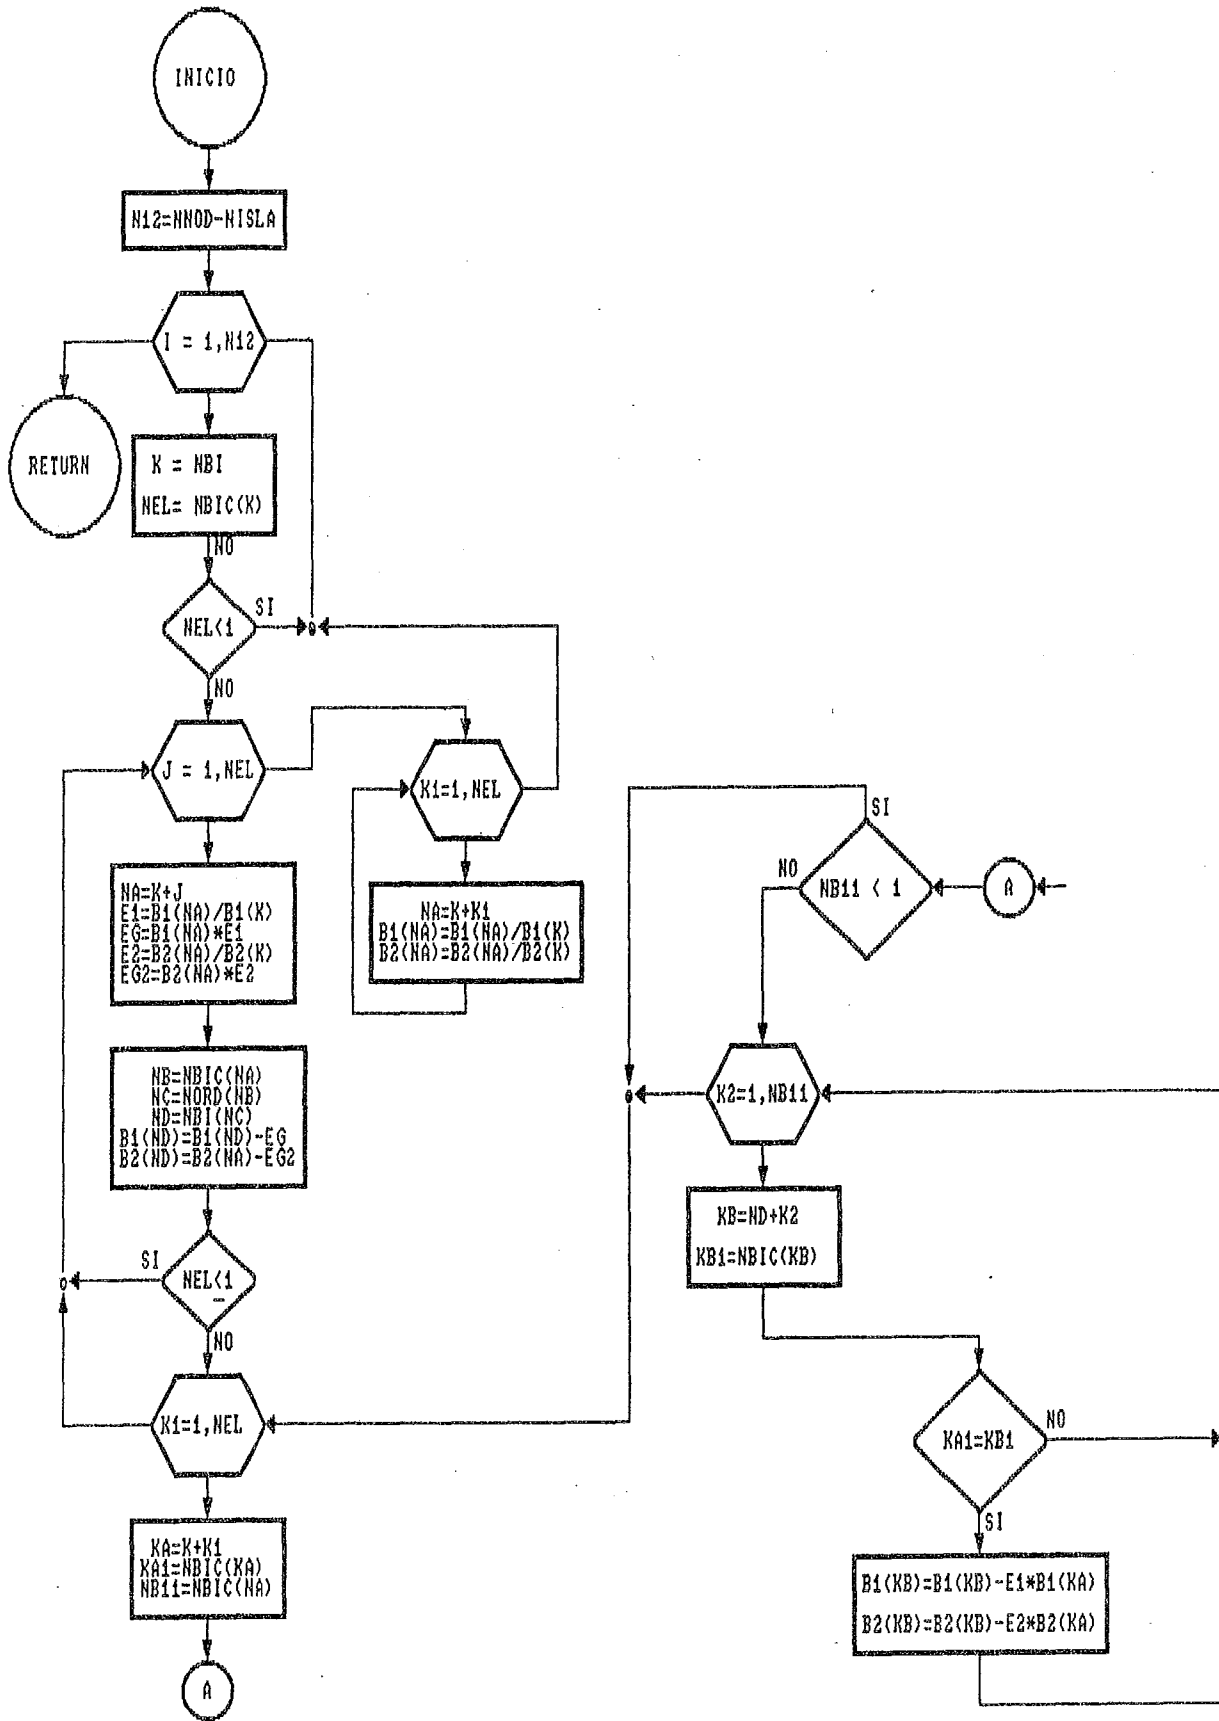 INICIO
N12=NNOD-NISLA
I = 1,N12
RETURN
K = NBI
NEL= NBIC(K)
NO
NEL<1
SI
NO
J = 1,NEL
K1=1,NEL
NA=K+J
E1=B1(NA)/B1(K)
EG=B1(NA)*E1
E2=B2(NA)/B2(K)
EG2=B2(NA)*E2
NA=K+K1
B1(NA)=B1(NA)/B1(K)
B2(NA)=B2(NA)/B2(K)
NB=NBIC(NA)
NC=NORD(NB)
ND=NBI(NC)
B1(ND)=B1(ND)-EG
B2(ND)=B2(NA)-EG2
SI
NEL<1
NO
K1=1,NEL
KA=K+K1
KA1=NBIC(KA)
NB11=NBIC(NA)
A
SI
NO
NB11 < 1
A
K2=1,NB11
KB=ND+K2
KB1=NBIC(KB)
KA1=KB1
NO
SI
B1(KB)=B1(KB)-E1*B1(KA)
B2(KB)=B2(KB)-E2*B2(KA)